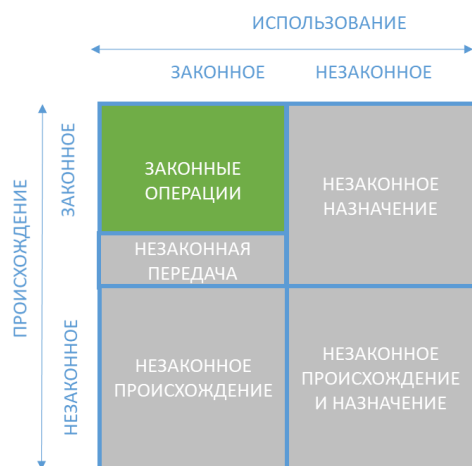 ИСПОЛЬЗОВАНИЕ
ЗАКОННОЕ
НЕЗАКОННОЕ
ПРОИСХОЖДЕНИЕ
ЗАКОННОЕ
НЕЗАКОННОЕ
ЗАКОННЫЕ
ОПЕРАЦИИ
НЕЗАКОННОЕ
НАЗНАЧЕНИЕ
НЕЗАКОННАЯ
ПЕРЕДАЧА
НЕЗАКОННОЕ
ПРОИСХОЖДЕНИЕ
НЕЗАКОННОЕ
ПРОИСХОЖДЕНИЕ
И НАЗНАЧЕНИЕ